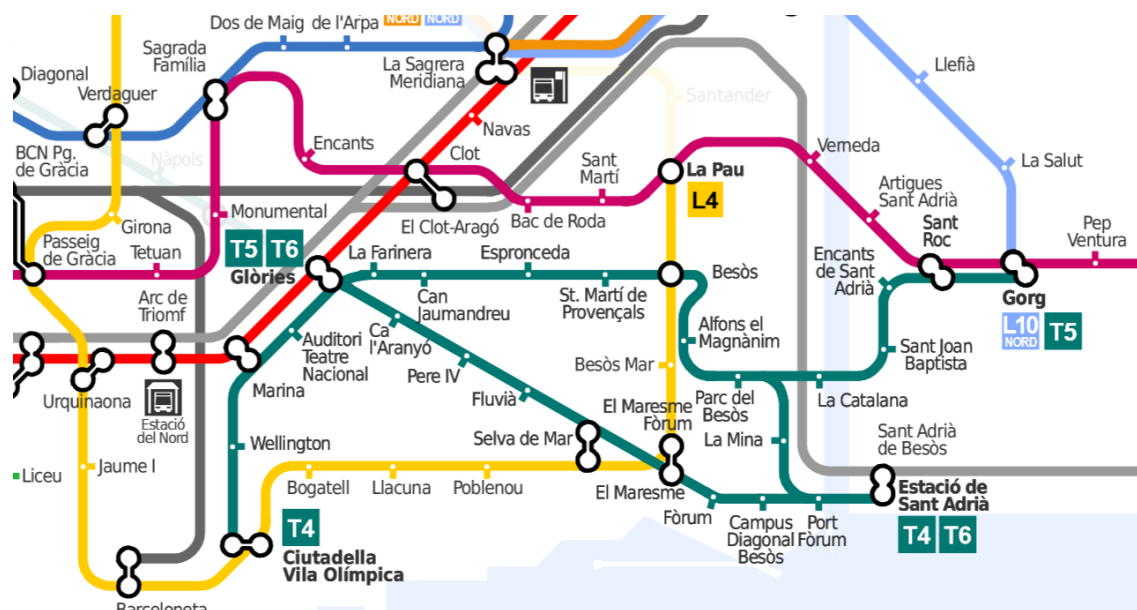 NORD NORD
Dos de Maig
de l'Arpa
Sagrada
Família
La Sagrera
Meridiana
Diagonal
Verdaguer
Llefià
Santander
Navas
Encants
Clot
Nàpols
BCN Pg.
de Gràcia
Sant
Martí
La Pau
L4
Verneda
La Salut
Artigues
Sant Adrià
Girona
Monumental
El Clot-Aragó
Bac de Roda
Sant
Roc
Pep
Ventura
Passeig
de Gràcia
Tetuan
T5 T6
Glòries
La Farinera
Espronceda
Besòs
Encants
de Sant
Adrià
Arc de
Triomf
Can
Jaumandreu
St. Martí de
Provençals
Gorg
L10
NORD
T5
Auditori
Teatre
Nacional
Ca
l'Aranyó
Alfons el
Magnànim
Sant Joan
Baptista
Marina
Pere IV
Besòs Mar
Urquinaona
Estació
del Nord
Fluvià
El Maresme
Fòrum
Parc del
Besòs
La Catalana
Wellington
Selva de Mar
La Mina
Sant Adrià
de Besòs
Liceu
Jaume I
Bogatell
Llacuna
Poblenou
El Maresme
Fòrum
Campus
Diagonal
Besòs
Port
Fòrum
Estació de
Sant Adrià
T4 T6
T4
Ciutadella
Vila Olímpica
Barceloneta